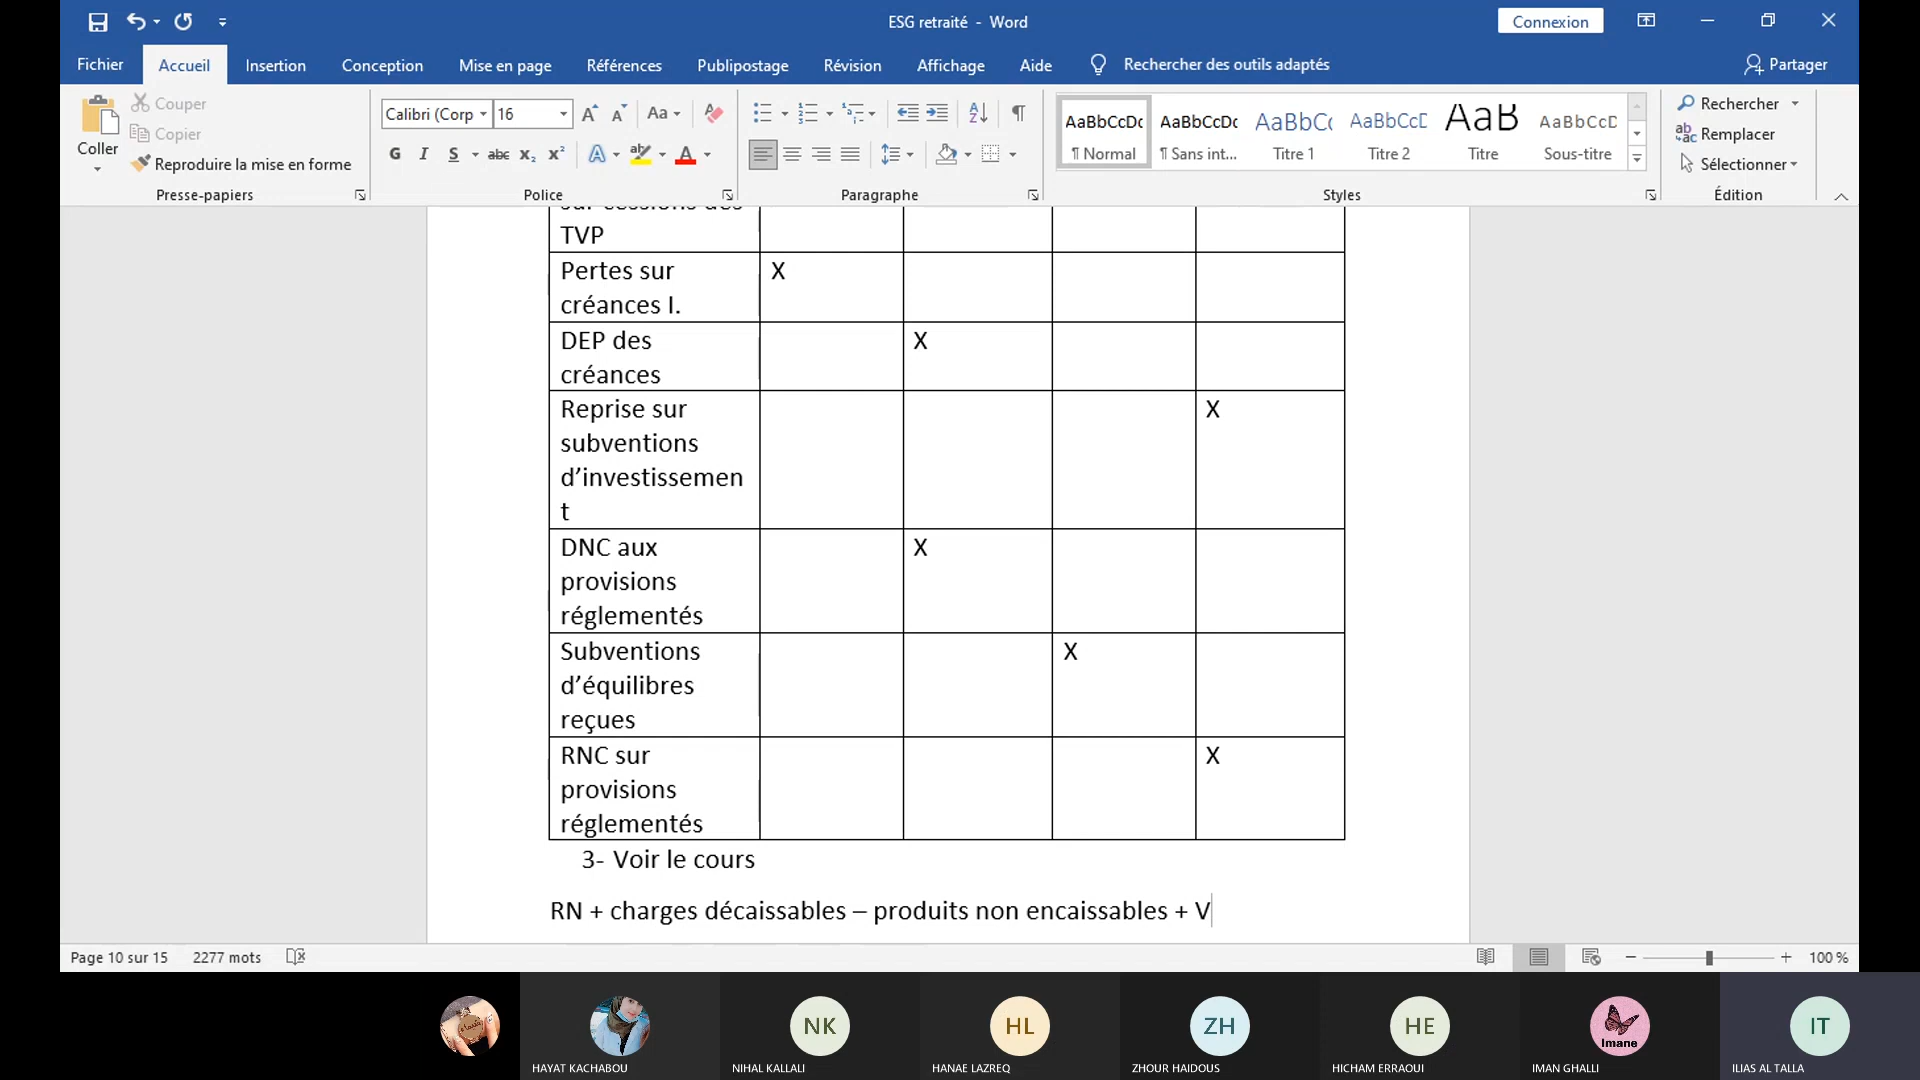 ESG retraité - Word
Connexion
Fichier Accueil Insertion Conception Mise en page Références Publipostage Révision Affichage Aide Rechercher des outils adaptés Partager
Coller
Couper
Copier
Reproduire la mise en forme
Calibri (Corp 16
G I S abc
AaBbCcDc AaBbCcDc AaBbCc AaBbCcD AaB AaBbCcD
¶ Normal ¶ Sans int... Titre 1 Titre 2 Titre Sous-titre
Rechercher
Remplacer
Sélectionner
Presse-papiers Police Paragraphe Styles Édition
sur cessions des
TVP
Pertes sur X
créances I.
DEP des X
créances
Reprise sur X
subventions
d’investissemen
t
DNC aux X
provisions
réglementés
Subventions X
d’équilibres
reçues
RNC sur X
provisions
réglementés
3- Voir le cours
RN + charges décaissables – produits non encaissables + V
Page 10 sur 15 2277 mots 100 %
NK HL ZH HE Imane IT
HAYAT KACHABOU NIHAL KALLALI HANAE LAZREQ ZHOUR HAIDOUS HICHAM ERRAOUI IMAN GHALLI ILIAS AL TALLA